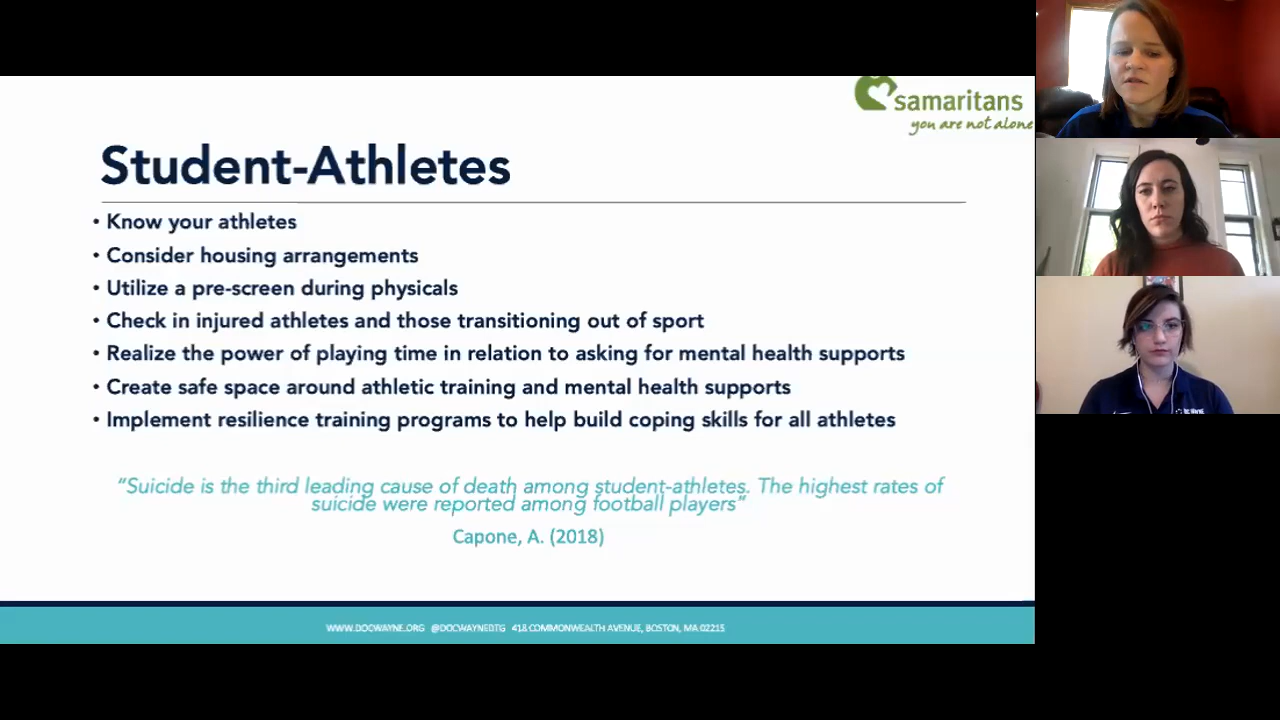 samaritans
you are not alone
Student-Athletes
• Know your athletes
• Consider housing arrangements
• Utilize a pre-screen during physicals
• Check in injured athletes and those transitioning out of sport
• Realize the power of playing time in relation to asking for mental health supports
• Create safe space around athletic training and mental health supports
• Implement resilience training programs to help build coping skills for all athletes
“Suicide is the third leading cause of death among student-athletes. The highest rates of
suicide were reported among football players”
Capone, A. (2018)
WWW.DOCWAYNE.ORG @DOCWAYNEDTG 418 COMMONWEALTH AVENUE, BOSTON, MA 02215